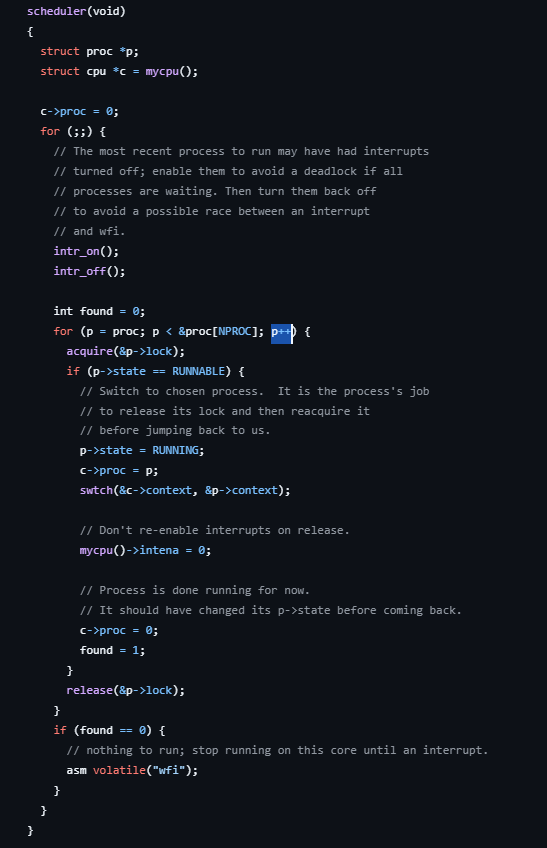 scheduler(void)
{
  struct proc *p;
  struct cpu *c = mycpu();

  c->proc = 0;
  for (;;) {
    // The most recent process to run may have had interrupts
    // turned off; enable them to avoid a deadlock if all
    // processes are waiting. Then turn them back off
    // to avoid a possible race between an interrupt
    // and wfi.
    intr_on();
    intr_off();

    int found = 0;
    for (p = proc; p < &proc[NPROC]; p++) {
      acquire(&p->lock);
      if (p->state == RUNNABLE) {
        // Switch to chosen process.  It is the process's job
        // to release its lock and then reacquire it
        // before jumping back to us.
        p->state = RUNNING;
        c->proc = p;
        swtch(&c->context, &p->context);

        // Don't re-enable interrupts on release.
        mycpu()->intena = 0;

        // Process is done running for now.
        // It should have changed its p->state before coming back.
        c->proc = 0;
        found = 1;
      }
      release(&p->lock);
    }
    if (found == 0) {
      // nothing to run; stop running on this core until an interrupt.
      asm volatile("wfi");
    }
  }
}